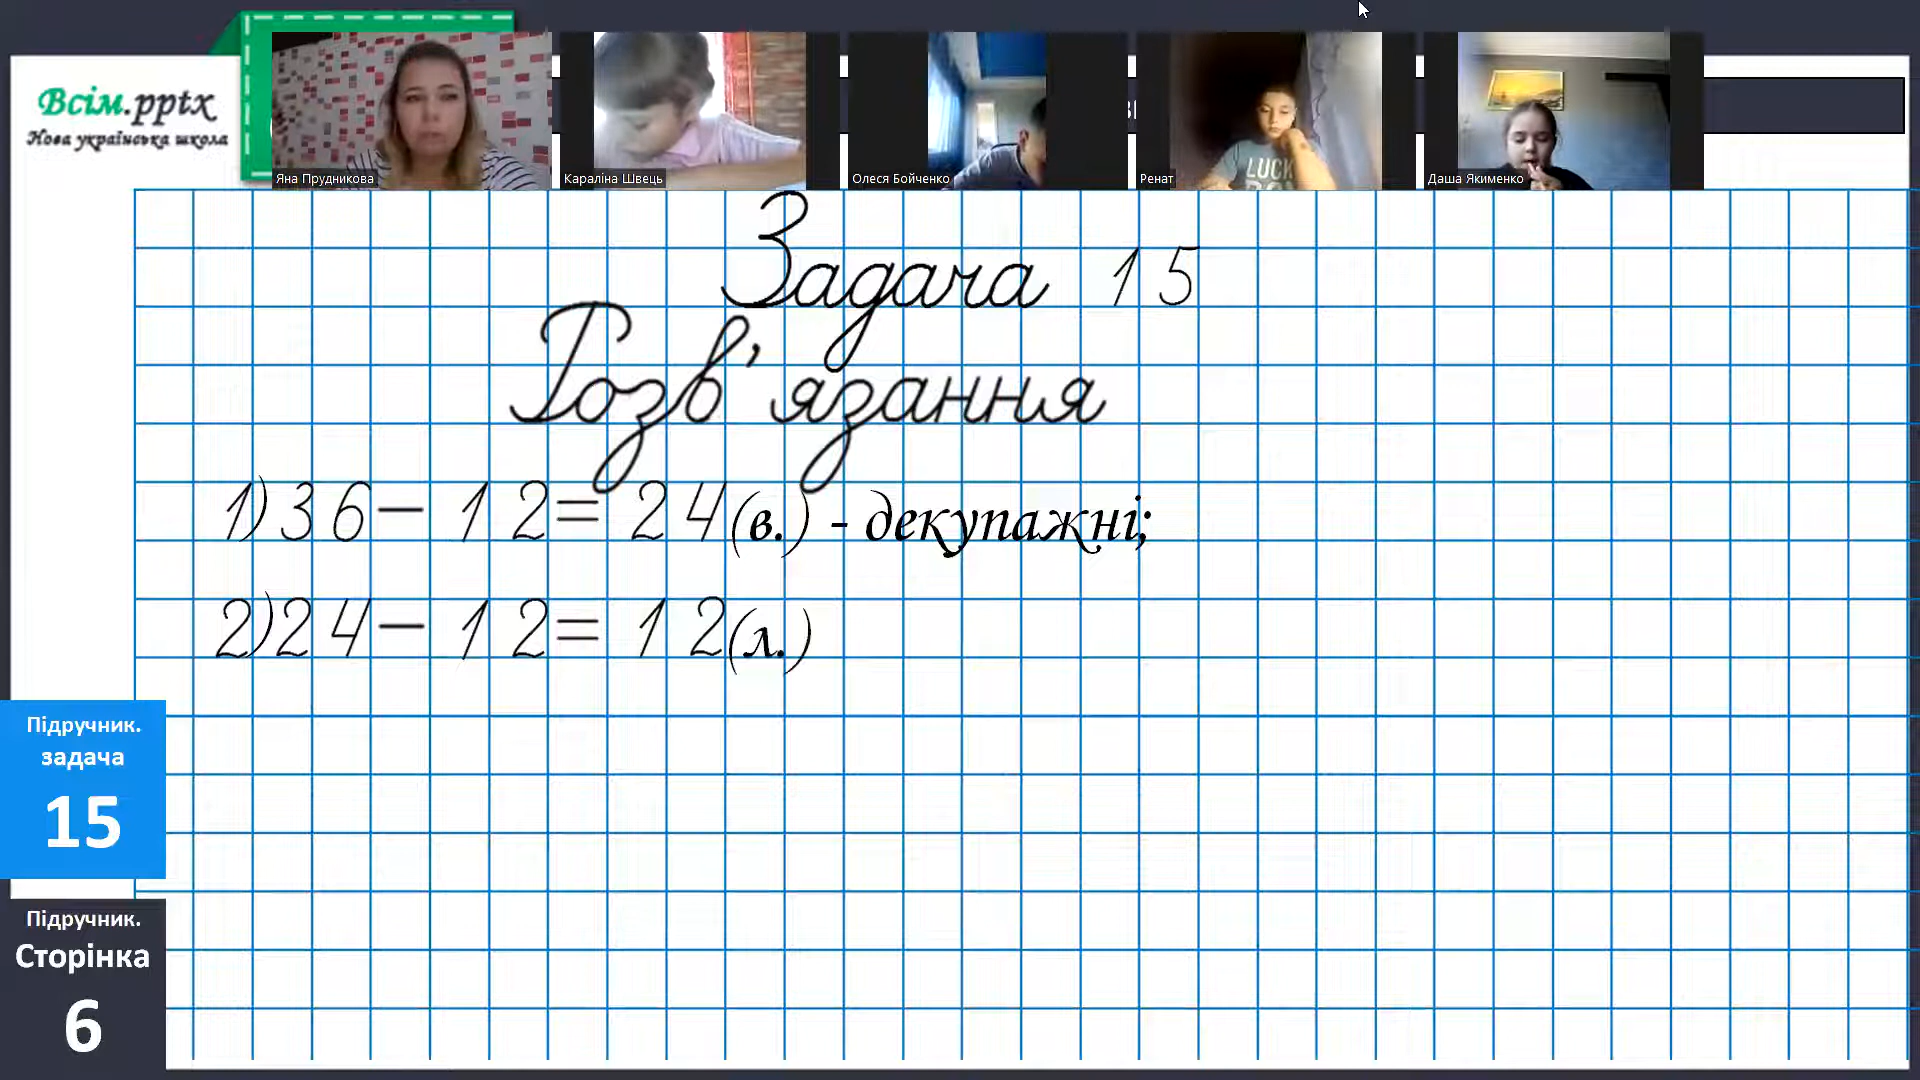 Всім.pptx
Нова українська школа
Яна Прудникова
Караліна Швець
Олеся Бойченко
Ренат
LUCK
Даша Якименко
Задача 15
Розв'язання
1) 36 - 12 = 24 (в.) - декупажні;
2) 24 - 12 = 12 (л.)
Підручник.
задача
15
Підручник.
Сторінка
6